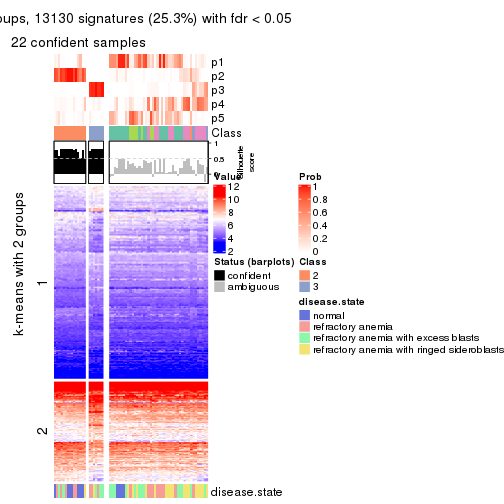 oups, 13130 signatures (25.3%) with fdr < 0.05
22 confident samples
p1
p2
p3
p4
p5
Class
1
0.5
0
Silhouette
score
k-means with 2 groups
1
2
Value
12
10
8
6
4
2
Prob
1
0.8
0.6
0.4
0.2
0
Status (barplots)
confident
ambiguous
Class
2
3
disease.state
normal
refractory anemia
refractory anemia with excess blasts
refractory anemia with ringed sideroblasts
disease.state